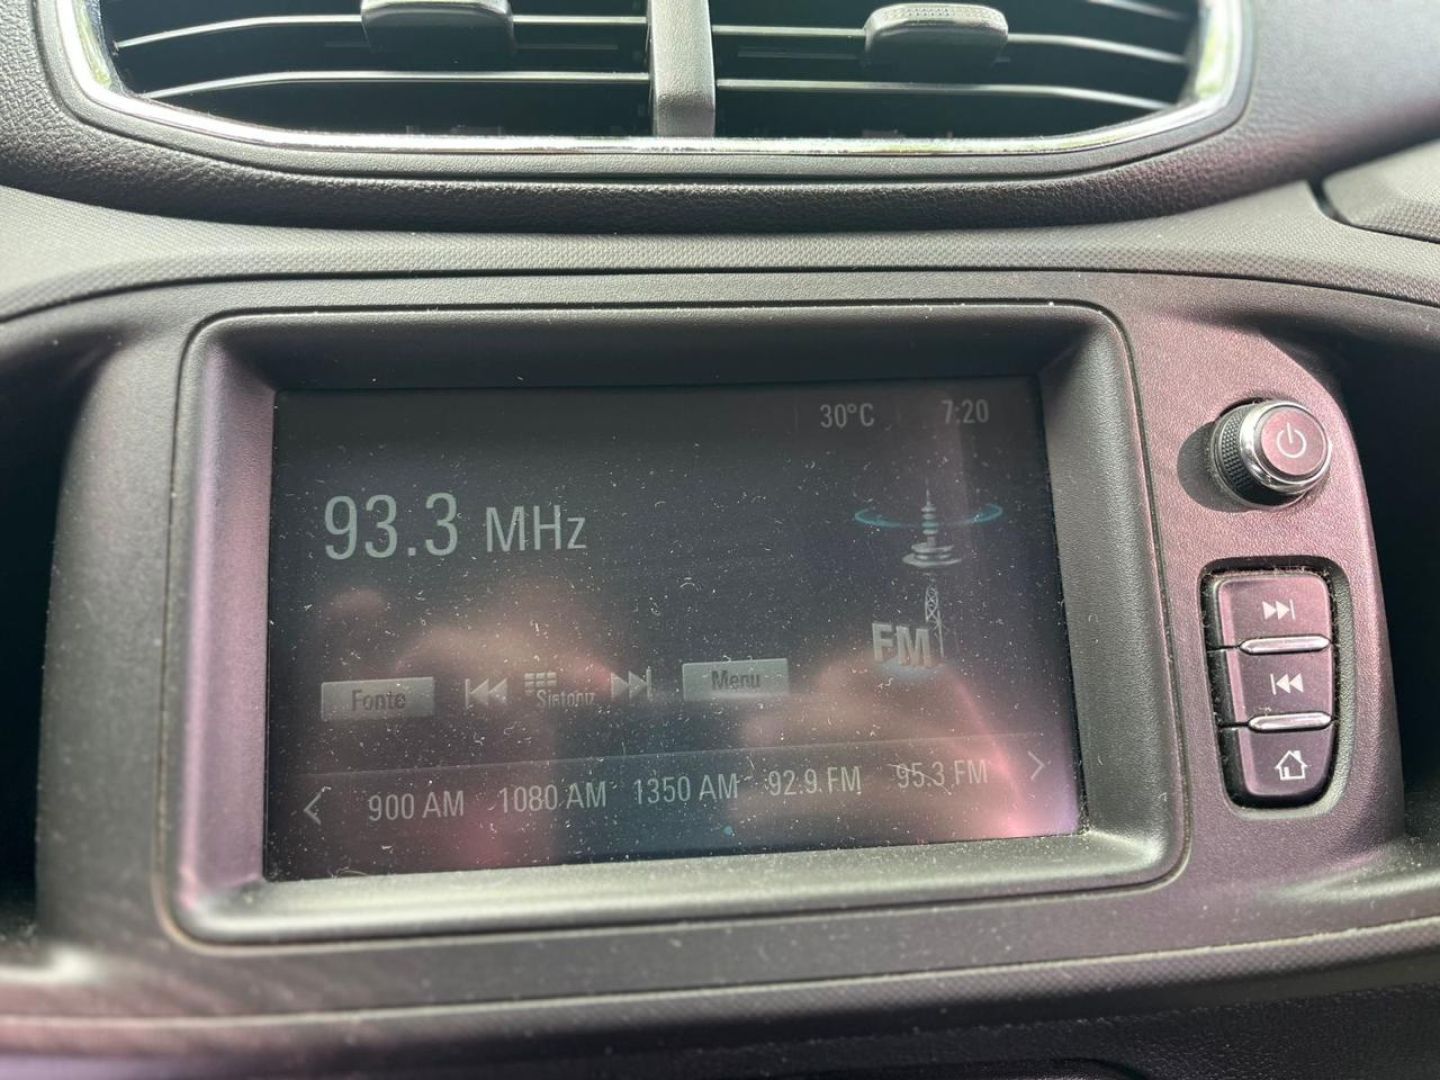 30°C 7:20
93.3 MHz
FM
Fonte Sintoniz Menu
900 AM 1080 AM 1350 AM 92.9 FM 95.3 FM